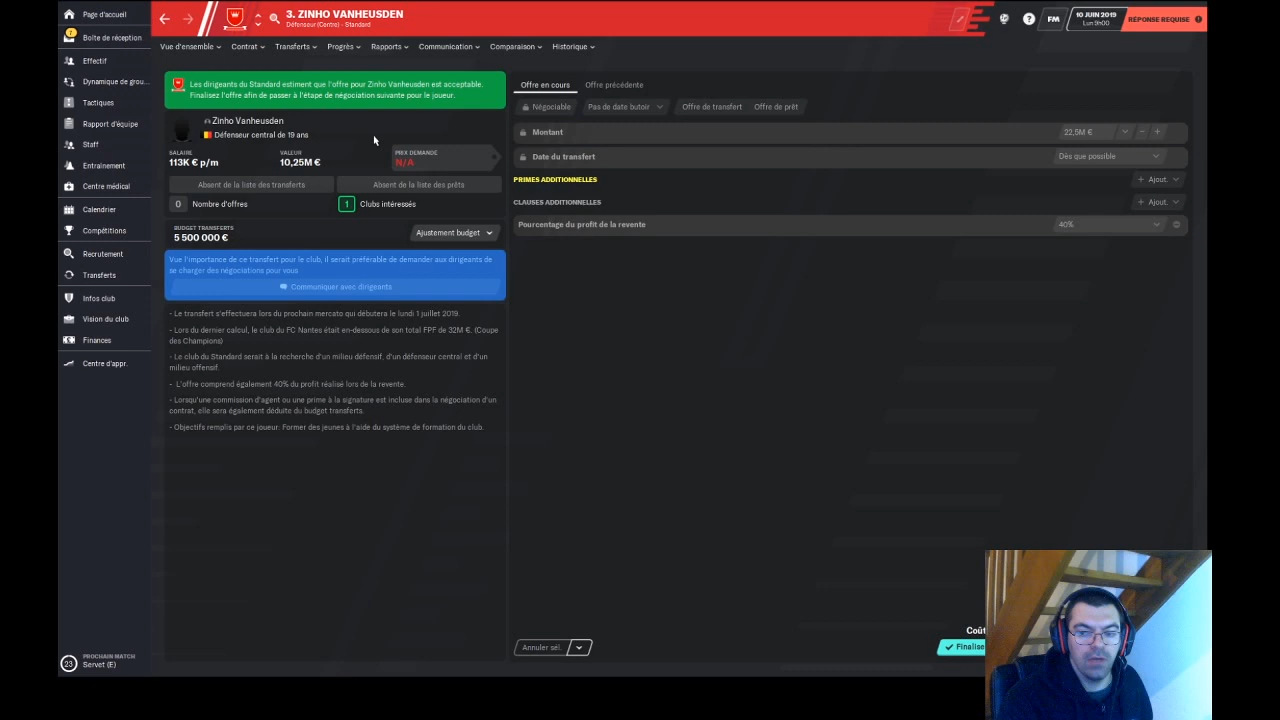 Page d'accueil
7
Boîte de réception
Effectif
Dynamique de grou...
Tactiques
Rapport d'équipe
Staff
Entraînement
Centre médical
Calendrier
Compétitions
Recrutement
Transferts
Infos club
Vision du club
Finances
Centre d'appr.
PROCHAIN MATCH
23
Servet (E)
3. ZINHO VANHEUSDEN
Défenseur (Centre) - Standard
FM
10 JUIN 2019
Lun 9h00
RÉPONSE REQUISE
Vue d'ensemble
Contrat
Transferts
Progrès
Rapports
Communication
Comparaison
Historique
Les dirigeants du Standard estiment que l'offre pour Zinho Vanheusden est acceptable.
Finalisez l'offre afin de passer à l'étape de négociation suivante pour le joueur.
Zinho Vanheusden
Défenseur central de 19 ans
SALAIRE
113K € p/m
VALEUR
10,25M €
PRIX DEMANDÉ
N/A
Absent de la liste des transferts
Absent de la liste des prêts
0 Nombre d'offres
1 Clubs intéressés
BUDGET TRANSFERTS
5 500 000 €
Ajustement budget
Vue l'importance de ce transfert pour le club, il serait préférable de demander aux dirigeants de
se charger des négociations pour vous
Communiquer avec dirigeants
- Le transfert s'effectuera lors du prochain mercato qui débutera le lundi 1 juillet 2019.
- Lors du dernier calcul, le club du FC Nantes était en-dessous de son total FPF de 32M €. (Coupe
des Champions)
- Le club du Standard serait à la recherche d'un milieu défensif, d'un défenseur central et d'un
milieu offensif.
- L'offre comprend également 40% du profit réalisé lors de la revente.
- Lorsqu'une commission d'agent ou une prime à la signature est incluse dans la négociation d'un
contrat, elle sera également déduite du budget transferts.
- Objectifs remplis par ce joueur: Former des jeunes à l'aide du système de formation du club.
Offre en cours
Offre précédente
Négociable
Pas de date butoir
Offre de transfert
Offre de prêt
Montant
22,5M €
Date du transfert
Dès que possible
PRIMES ADDITIONNELLES
+ Ajout.
CLAUSES ADDITIONNELLES
+ Ajout.
Pourcentage du profit de la revente
40%
Annuler sél.
Coût
Finalise